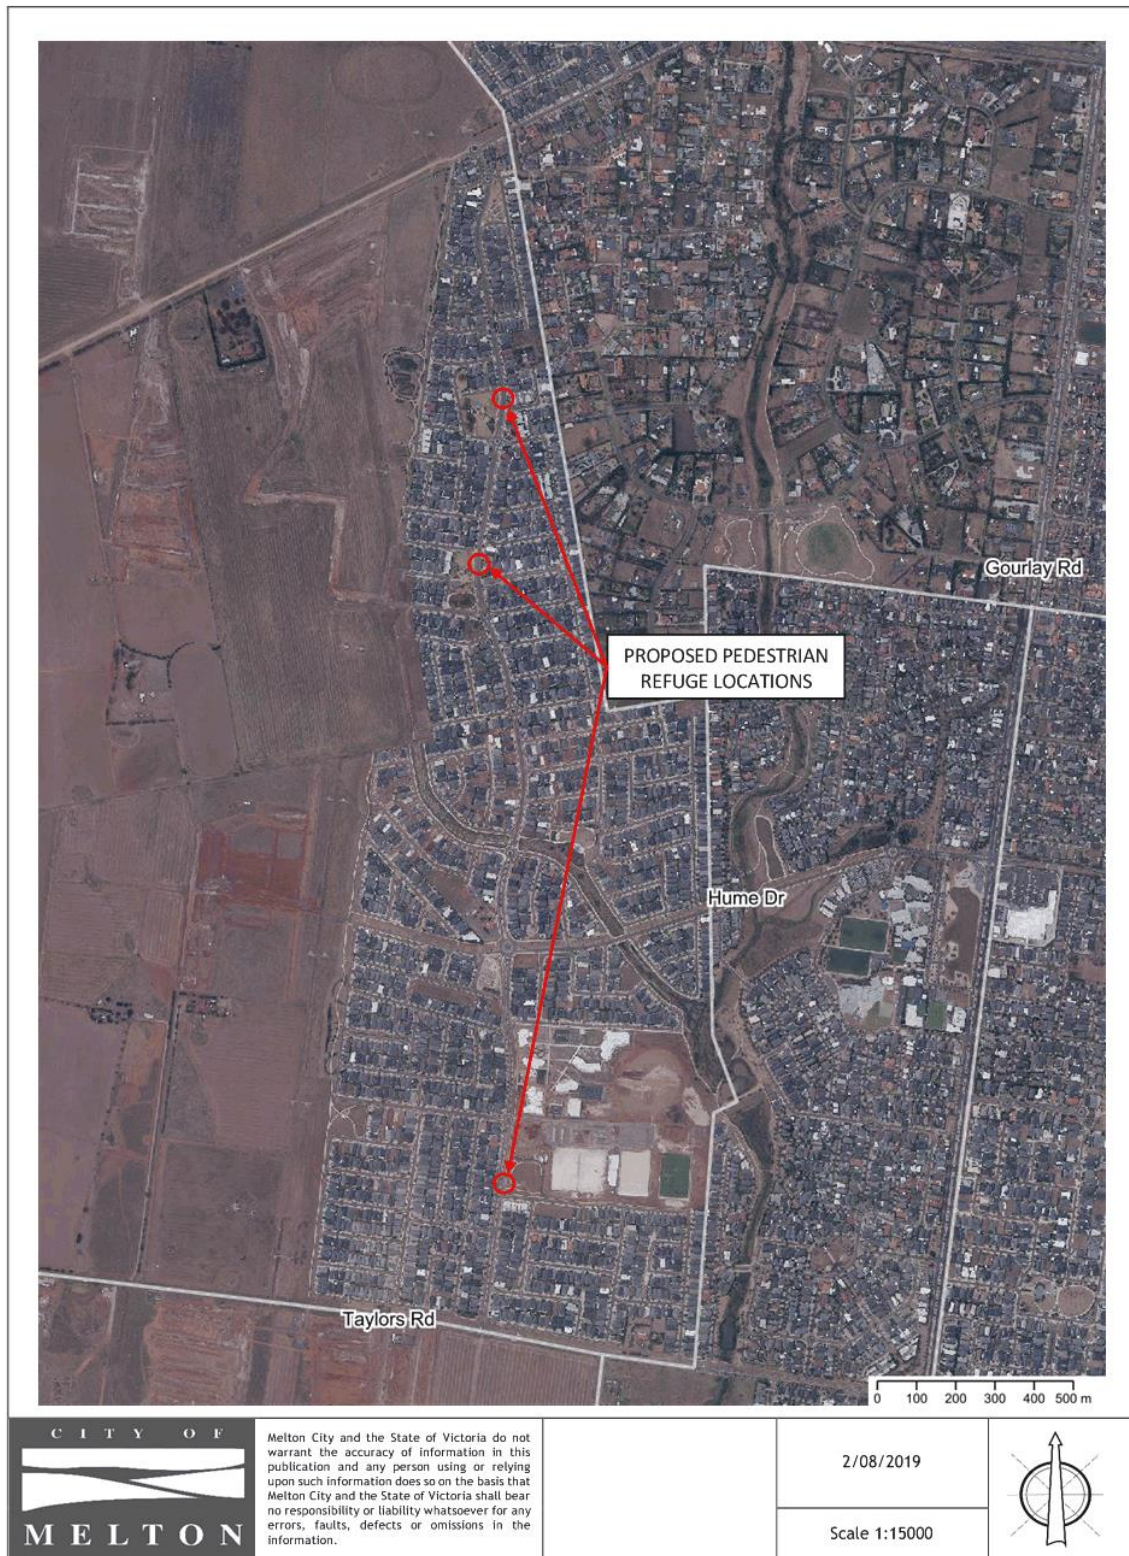 Gourlay Rd
PROPOSED PEDESTRIAN
REFUGE LOCATIONS
Hume Dr
Taylors Rd
0 100 200 300 400 500 m
CITY OF
MELTON
Melton City and the State of Victoria do not
warrant the accuracy of information in this
publication and any person using or relying
upon such information does so on the basis that
Melton City and the State of Victoria shall bear
no responsibility or liability whatsoever for any
errors, faults, defects or omissions in the
information.
2/08/2019
Scale 1:15000